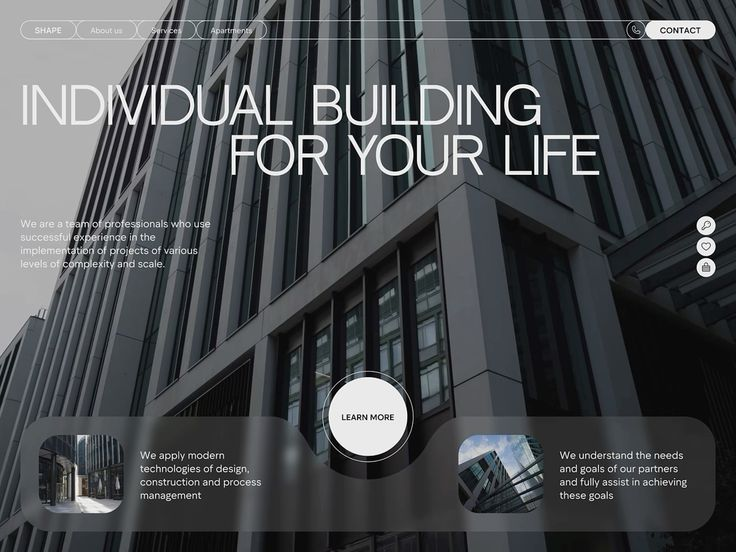 SHAPE
About us
Services
Apartments
CONTACT
INDIVIDUAL BUILDING
FOR YOUR LIFE
We are a team of professionals who use
successful experience in the
implementation of projects of various
levels of complexity and scale.
LEARN MORE
We apply modern
technologies of design,
construction and process
management
We understand the needs
and goals of our partners
and fully assist in achieving
these goals